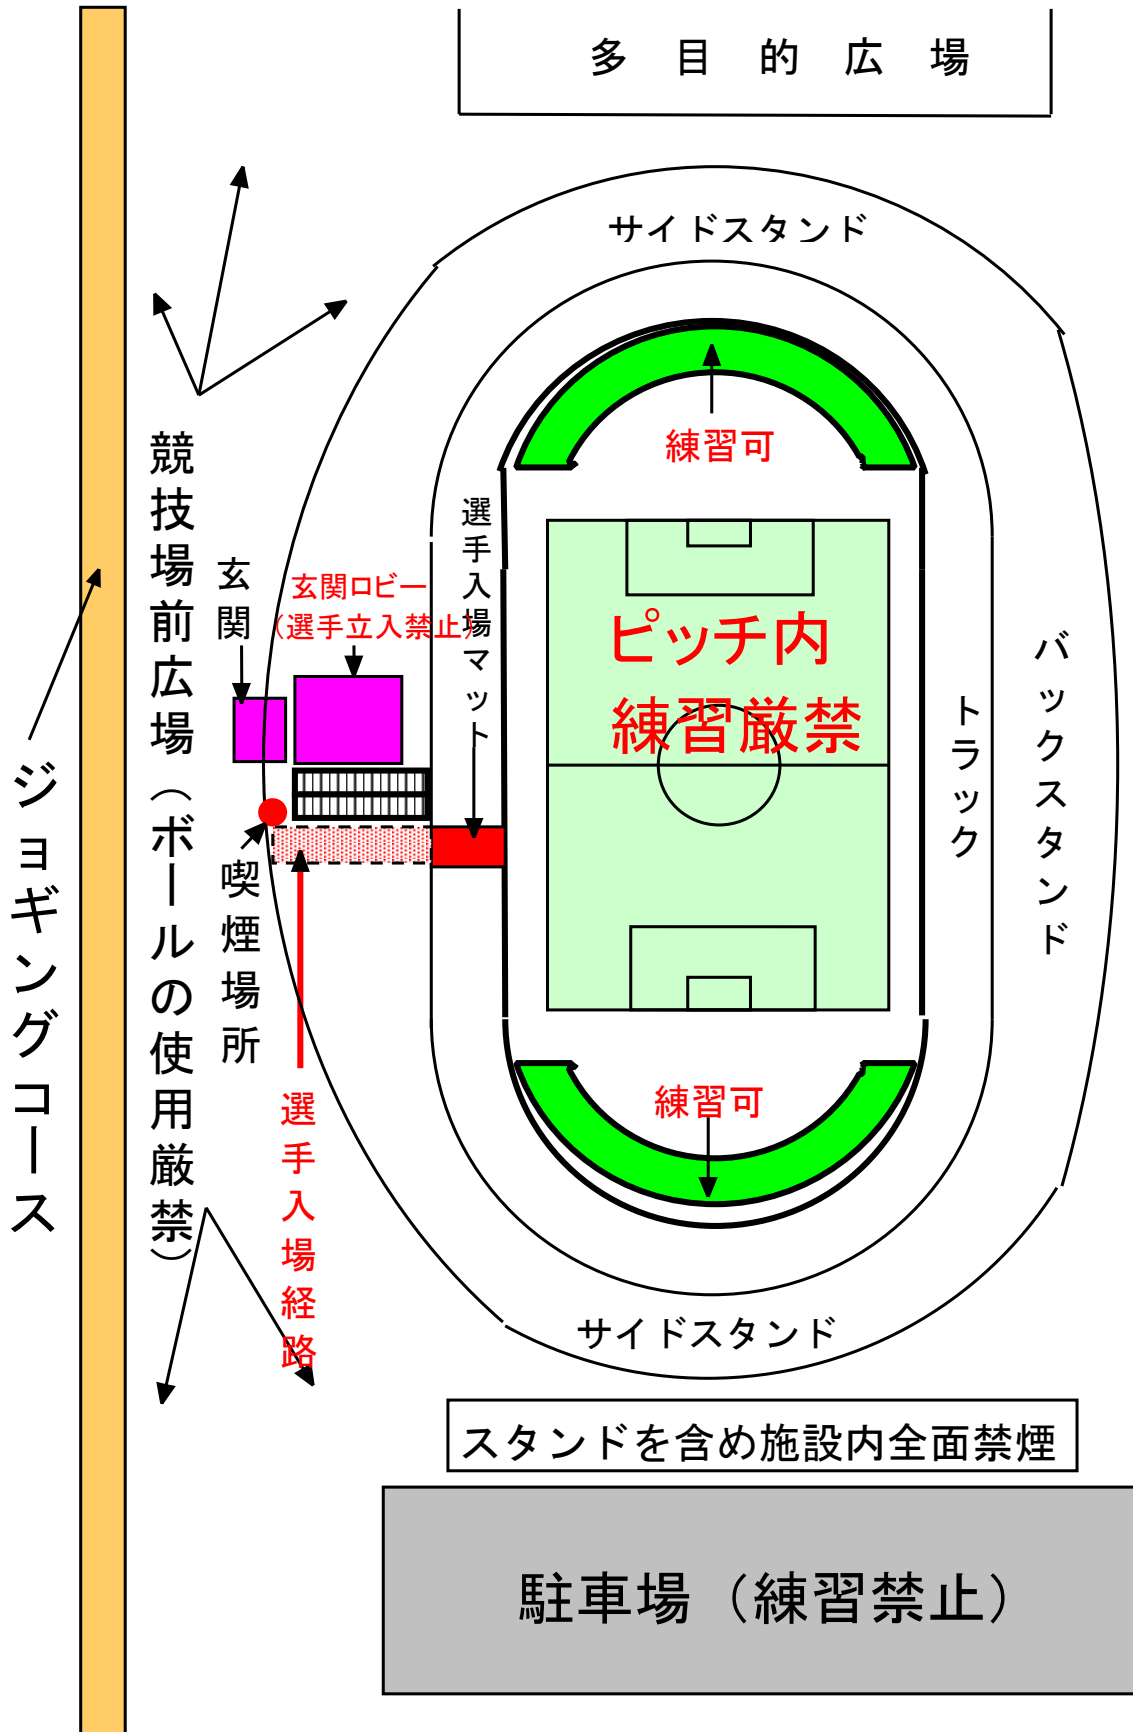 多目的広場
サイドスタンド
練習可
競技場前広場（ボールの使用厳禁）
玄関
玄関ロビー
（選手立入禁止）
選手入場マット
ピッチ内
練習厳禁
トラック
バックスタンド
ジョギングコース
喫煙場所
選手入場経路
練習可
サイドスタンド
スタンドを含め施設内全面禁煙
駐車場（練習禁止）